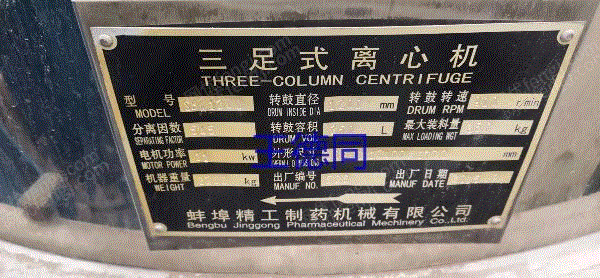 三足式离心机
THREE-COLUMN CENTRIFUGE
型号 转鼓直径 mm 转鼓转速 r/min
MODEL DRUM INSIDE DIA DRUM RPM
分离因数 转鼓容积 L 最大装料量 kg
SEPARATING FACTOR DRUM VOL MAX LOADING WGT
电机功率 kw 外形尺寸 mm
MOTOR POWER
机器重量 kg 出厂编号 出厂日期
WEIGHT MANUF NO. MANUF DATE
蚌埠精工制药机械有限公司
Bengbu Jinggong Pharmaceutical Machinery Co.,Ltd.